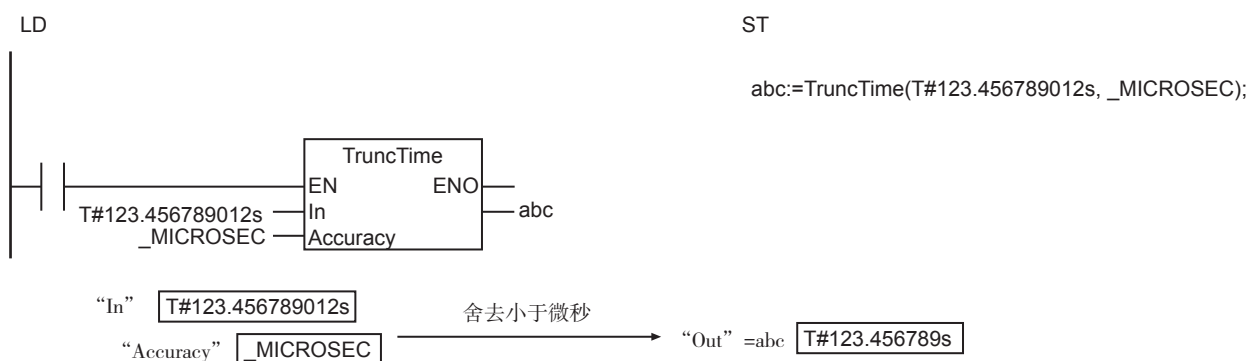 LD
ST
abc:=TruncTime(T#123.456789012s, _MICROSEC);
TruncTime
EN ENO
T#123.456789012s In abc
_MICROSEC Accuracy
“In” T#123.456789012s
舍去小于微秒
“Accuracy” _MICROSEC
“Out” =abc T#123.456789s